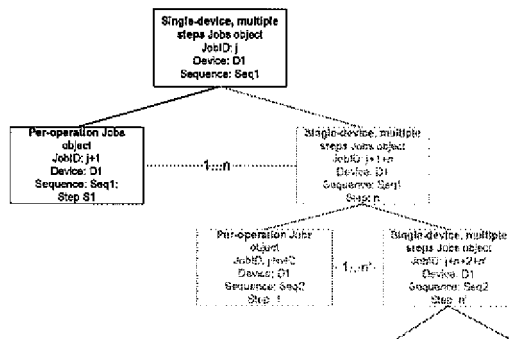 Single-device, multiple
steps Jobs object
JobID: j
Device: D1
Sequence: Seq1
Per-operation Jobs
object
JobID: j+1
Device: D1
Sequence: Seq1;
Step S1
1...n
Single-device, multiple
steps Jobs object
JobID: j+1+n
Device: D1
Sequence: Seq1
Step: n
Per-operation Jobs
object
Device: D1
Sequence: Seq2
Step
1...n'
Single-device, multiple
steps Jobs object
JobID: j+n+2+n'
Device: D1
Sequence: Seq2
Step n'